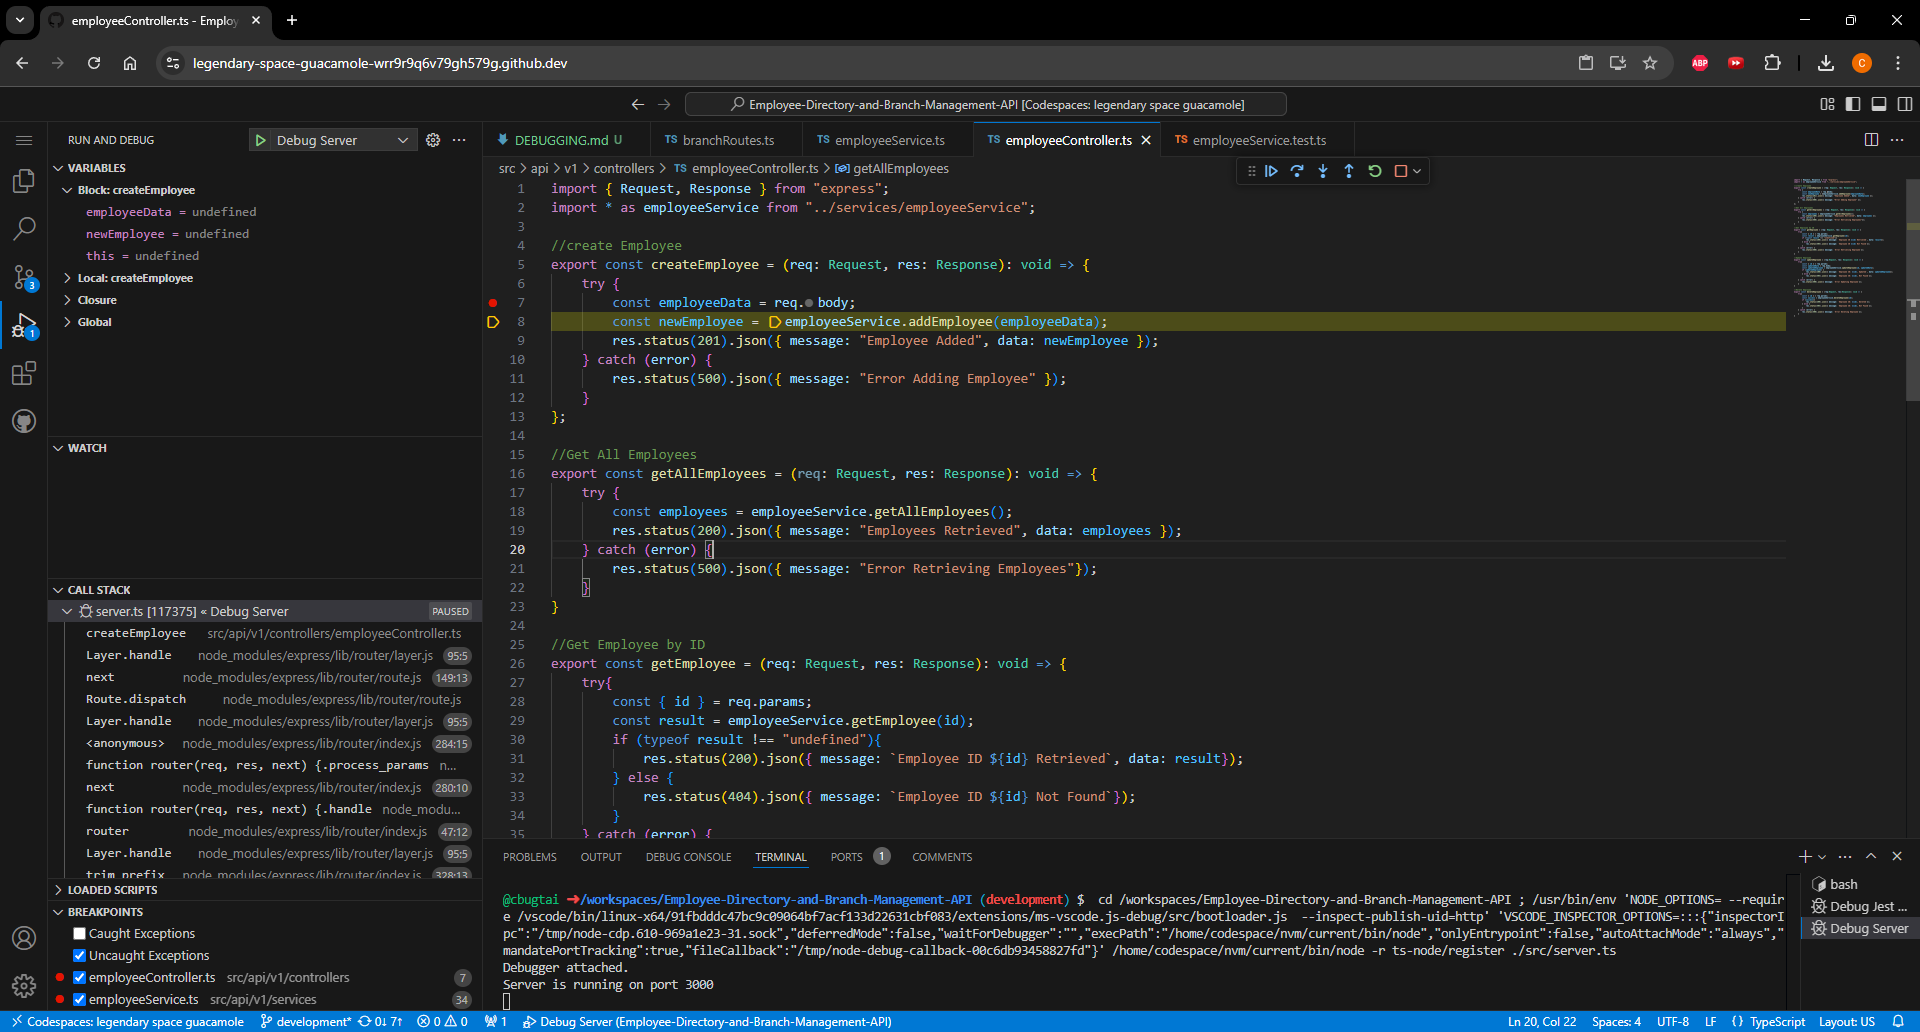 employeeController.ts - Employ
legendary-space-guacamole-wrr9r9q6v79gh579g.github.dev
ABP
C
Employee-Directory-and-Branch-Management-API [Codespaces: legendary space guacamole]
RUN AND DEBUG
Debug Server
DEBUGGING.md U
TS branchRoutes.ts
TS employeeService.ts
TS employeeController.ts
TS employeeService.test.ts
src > api > v1 > controllers > TS employeeController.ts > getAllEmployees
VARIABLES
Block: createEmployee
employeeData = undefined
newEmployee = undefined
this = undefined
Local: createEmployee
Closure
Global
WATCH
CALL STACK
server.ts [117375] « Debug Server PAUSED
createEmployee src/api/v1/controllers/employeeController.ts
Layer.handle node_modules/express/lib/router/layer.js 95:5
next node_modules/express/lib/router/route.js 149:13
Route.dispatch node_modules/express/lib/router/route.js
Layer.handle node_modules/express/lib/router/layer.js 95:5
<anonymous> node_modules/express/lib/router/index.js 284:15
function router(req, res, next) {.process_params n...
next node_modules/express/lib/router/index.js 280:10
function router(req, res, next) {.handle node_modu...
router node_modules/express/lib/router/index.js 47:12
Layer.handle node_modules/express/lib/router/layer.js 95:5
trim_prefix node_modules/express/lib/router/index.js 328:13
LOADED SCRIPTS
BREAKPOINTS
Caught Exceptions
Uncaught Exceptions
employeeController.ts src/api/v1/controllers 7
employeeService.ts src/api/v1/services 34
3
1
1 import { Request, Response } from "express";
2 import * as employeeService from "../services/employeeService";
3
4 //create Employee
5 export const createEmployee = (req: Request, res: Response): void => {
6 try {
7 const employeeData = req.body;
8 const newEmployee = employeeService.addEmployee(employeeData);
9 res.status(201).json({ message: "Employee Added", data: newEmployee });
10 } catch (error) {
11 res.status(500).json({ message: "Error Adding Employee" });
12 }
13 };
14
15 //Get All Employees
16 export const getAllEmployees = (req: Request, res: Response): void => {
17 try {
18 const employees = employeeService.getAllEmployees();
19 res.status(200).json({ message: "Employees Retrieved", data: employees });
20 } catch (error) {
21 res.status(500).json({ message: "Error Retrieving Employees"});
22 }
23 }
24
25 //Get Employee by ID
26 export const getEmployee = (req: Request, res: Response): void => {
27 try{
28 const { id } = req.params;
29 const result = employeeService.getEmployee(id);
30 if (typeof result !== "undefined"){
31 res.status(200).json({ message: `Employee ID ${id} Retrieved`, data: result});
32 } else {
33 res.status(404).json({ message: `Employee ID ${id} Not Found`});
34 }
35 } catch (error) {
PROBLEMS OUTPUT DEBUG CONSOLE TERMINAL PORTS 1 COMMENTS
@cbugtai ➜/workspaces/Employee-Directory-and-Branch-Management-API (development) $ cd /workspaces/Employee-Directory-and-Branch-Management-API ; /usr/bin/env 'NODE_OPTIONS= --requir
e /vscode/bin/linux-x64/91fbdddc47bc9c09064bf7acf133d22631cbf083/extensions/ms-vscode.js-debug/src/bootloader.js --inspect-publish-uid=http' 'VSCODE_INSPECTOR_OPTIONS=:::{"inspectorI
pc":"/tmp/node-cdp.610-969a1e23-31.sock","deferredMode":false,"waitForDebugger":"","execPath":"/home/codespace/nvm/current/bin/node","onlyEntrypoint":false,"autoAttachMode":"always","
mandatePortTracking":true,"fileCallback":"/tmp/node-debug-callback-00c6db93458827fd"}' /home/codespace/nvm/current/bin/node -r ts-node/register ./src/server.ts
Debugger attached.
Server is running on port 3000
bash
Debug Jest ...
Debug Server
Codespaces: legendary space guacamole development* 0↓ 7↑ 0 0 1 Debug Server (Employee-Directory-and-Branch-Management-API) Ln 20, Col 22 Spaces: 4 UTF-8 LF {} TypeScript Layout: US